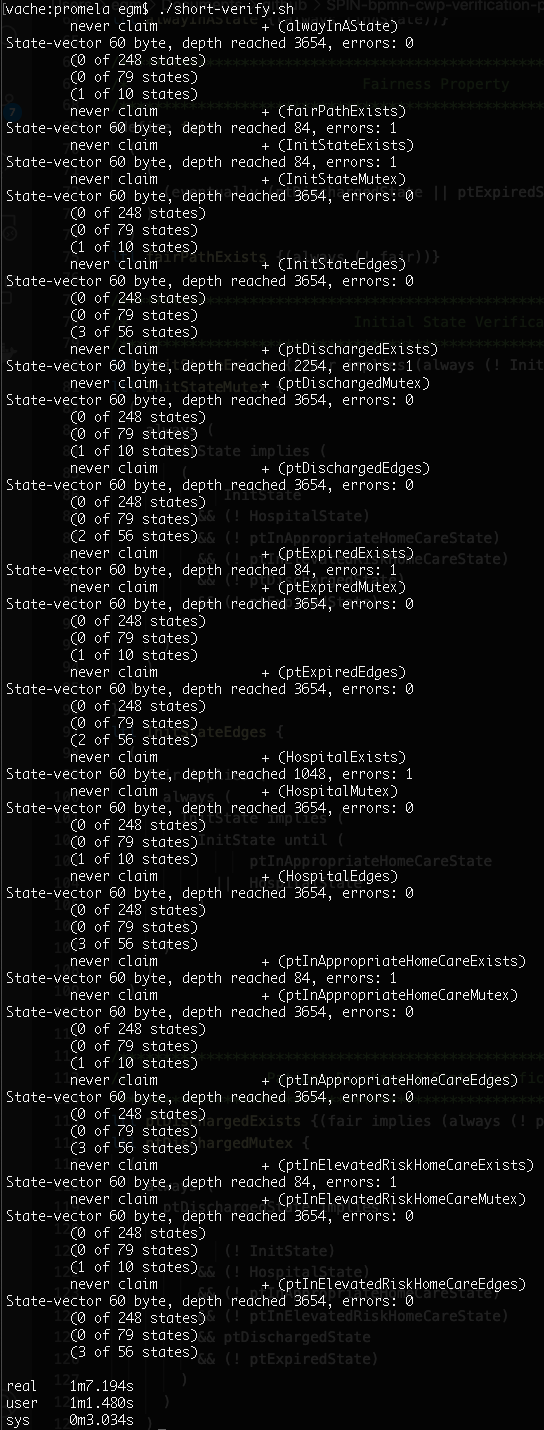 [vache:promela egm$ ./short-verify.sh
never claim + (alwayInAState)
State-vector 60 byte, depth reached 3654, errors: 0
(0 of 248 states)
(0 of 79 states)
(1 of 10 states)
never claim + (fairPathExists)
State-vector 60 byte, depth reached 84, errors: 1
never claim + (InitStateExists)
State-vector 60 byte, depth reached 84, errors: 1
never claim + (InitStateMutex)
State-vector 60 byte, depth reached 3654, errors: 0
(0 of 248 states)
(0 of 79 states)
(1 of 10 states)
never claim + (InitStateEdges)
State-vector 60 byte, depth reached 3654, errors: 0
(0 of 248 states)
(0 of 79 states)
(3 of 56 states)
never claim + (ptDischargedExists)
State-vector 60 byte, depth reached 2254, errors: 1
never claim + (ptDischargedMutex)
State-vector 60 byte, depth reached 3654, errors: 0
(0 of 248 states)
(0 of 79 states)
(1 of 10 states)
never claim + (ptDischargedEdges)
State-vector 60 byte, depth reached 3654, errors: 0
(0 of 248 states)
(0 of 79 states)
(2 of 56 states)
never claim + (ptExpiredExists)
State-vector 60 byte, depth reached 84, errors: 1
never claim + (ptExpiredMutex)
State-vector 60 byte, depth reached 3654, errors: 0
(0 of 248 states)
(0 of 79 states)
(1 of 10 states)
never claim + (ptExpiredEdges)
State-vector 60 byte, depth reached 3654, errors: 0
(0 of 248 states)
(0 of 79 states)
(2 of 56 states)
never claim + (HospitalExists)
State-vector 60 byte, depth reached 1048, errors: 1
never claim + (HospitalMutex)
State-vector 60 byte, depth reached 3654, errors: 0
(0 of 248 states)
(0 of 79 states)
(1 of 10 states)
never claim + (HospitalEdges)
State-vector 60 byte, depth reached 3654, errors: 0
(0 of 248 states)
(0 of 79 states)
(3 of 56 states)
never claim + (ptInAppropriateHomeCareExists)
State-vector 60 byte, depth reached 84, errors: 1
never claim + (ptInAppropriateHomeCareMutex)
State-vector 60 byte, depth reached 3654, errors: 0
(0 of 248 states)
(0 of 79 states)
(1 of 10 states)
never claim + (ptInAppropriateHomeCareEdges)
State-vector 60 byte, depth reached 3654, errors: 0
(0 of 248 states)
(0 of 79 states)
(3 of 56 states)
never claim + (ptInElevatedRiskHomeCareExists)
State-vector 60 byte, depth reached 84, errors: 1
never claim + (ptInElevatedRiskHomeCareMutex)
State-vector 60 byte, depth reached 3654, errors: 0
(0 of 248 states)
(0 of 79 states)
(1 of 10 states)
never claim + (ptInElevatedRiskHomeCareEdges)
State-vector 60 byte, depth reached 3654, errors: 0
(0 of 248 states)
(0 of 79 states)
(3 of 56 states)
real 1m7.194s
user 1m1.480s
sys 0m3.034s